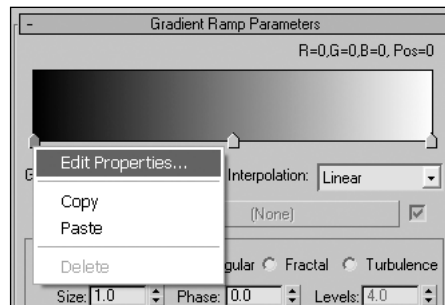 - Gradient Ramp Parameters
R=0,G=0,B=0, Pos=0
G
Interpolation: Linear
Edit Properties...
Copy
Paste
Delete
(None)
gular Fractal Turbulence
Size: 1.0 Phase: 0.0 Levels: 4.0